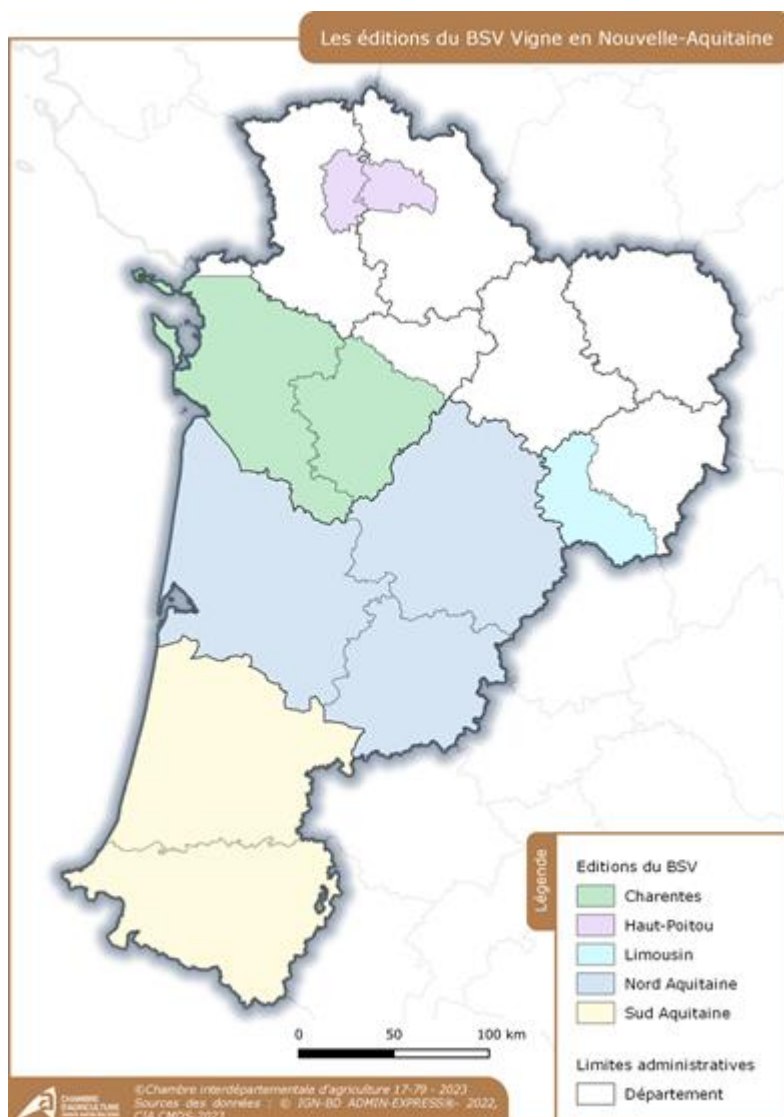 Les éditions du BSV Vigne en Nouvelle-Aquitaine
Légende
Editions du BSV
Charentes
Haut-Poitou
Limousin
Nord Aquitaine
Sud Aquitaine
Limites administratives
Département
0 50 100 km
CHAMBRE
D'AGRICULTURE
©Chambre interdépartementale d'agriculture 17-79 - 2023
Sources des données : © IGN-BD ADMIN-EXPRESS®- 2022,